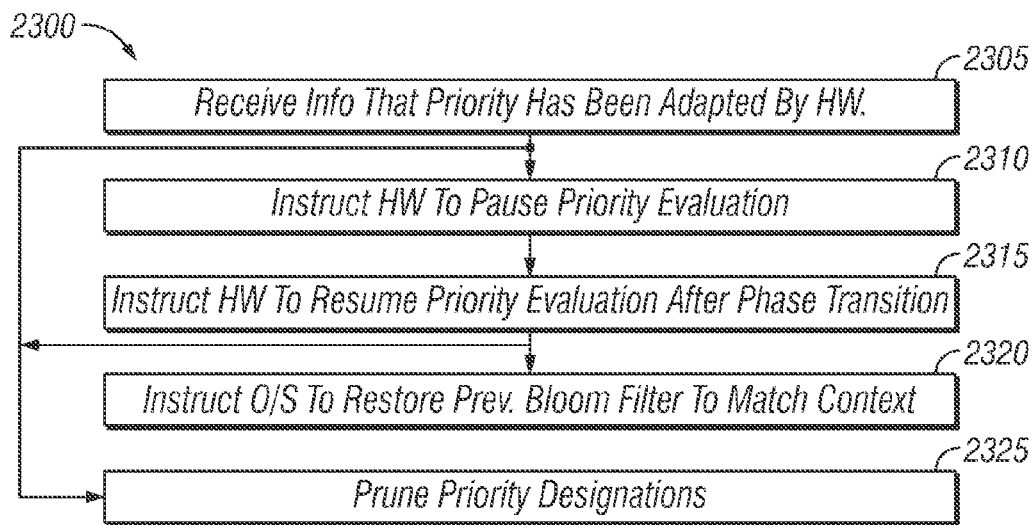 2300
2305
Receive Info That Priority Has Been Adapted By HW.
2310
Instruct HW To Pause Priority Evaluation
2315
Instruct HW To Resume Priority Evaluation After Phase Transition
2320
Instruct O/S To Restore Prev. Bloom Filter To Match Context
2325
Prune Priority Designations